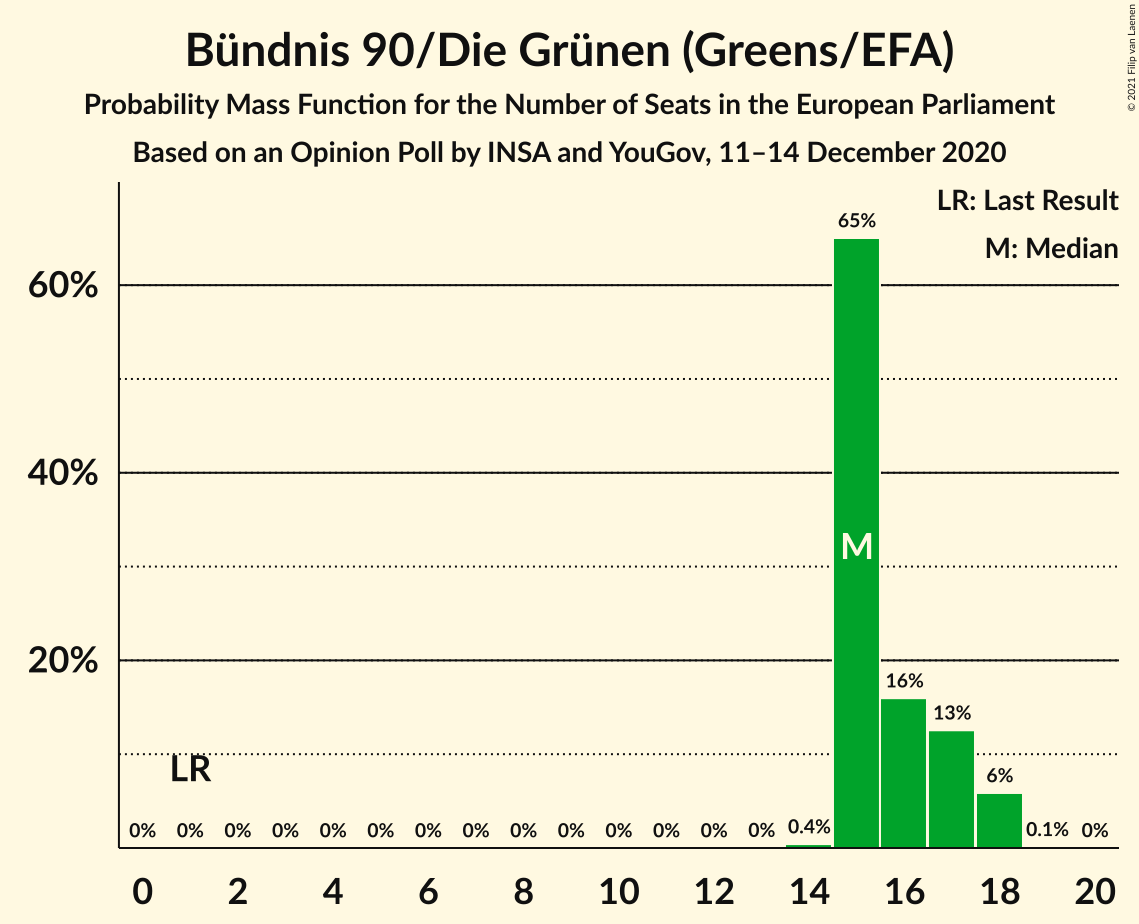 Bündnis 90/Die Grünen (Greens/EFA)
Probability Mass Function for the Number of Seats in the European Parliament
Based on an Opinion Poll by INSA and YouGov, 11–14 December 2020
© 2021 Filip van Laenen
LR: Last Result
M: Median
65%
60%
40%
M
20%
16%
13%
LR
6%
0% 0% 0% 0% 0% 0% 0% 0% 0% 0% 0% 0% 0% 0% 0.4% 0.1% 0%
0 2 4 6 8 10 12 14 16 18 20